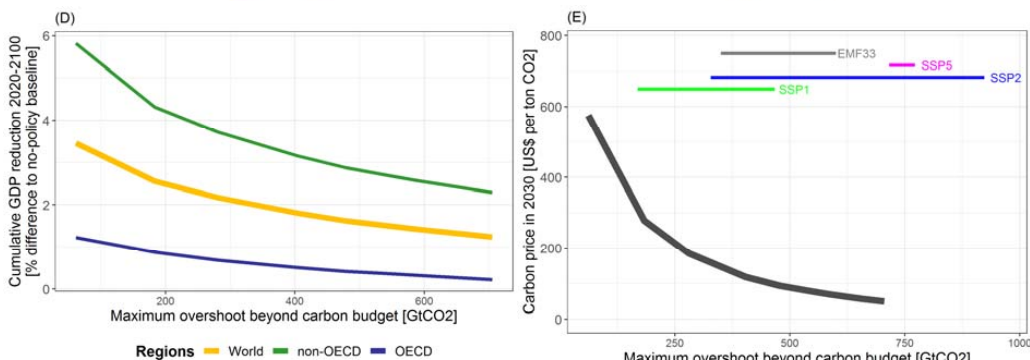 (D)
Cumulative GDP reduction 2020-2100
[% difference to no-policy baseline]
6
4
2
0
200
400
600
Maximum overshoot beyond carbon budget [GtCO2]
Regions World non-OECD OECD
(E)
Carbon price in 2030 [US$ per ton CO2]
800
600
400
200
0
EMF33
SSP5
SSP2
SSP1
250
500
750
1000
Maximum overshoot beyond carbon budget [GtCO2]